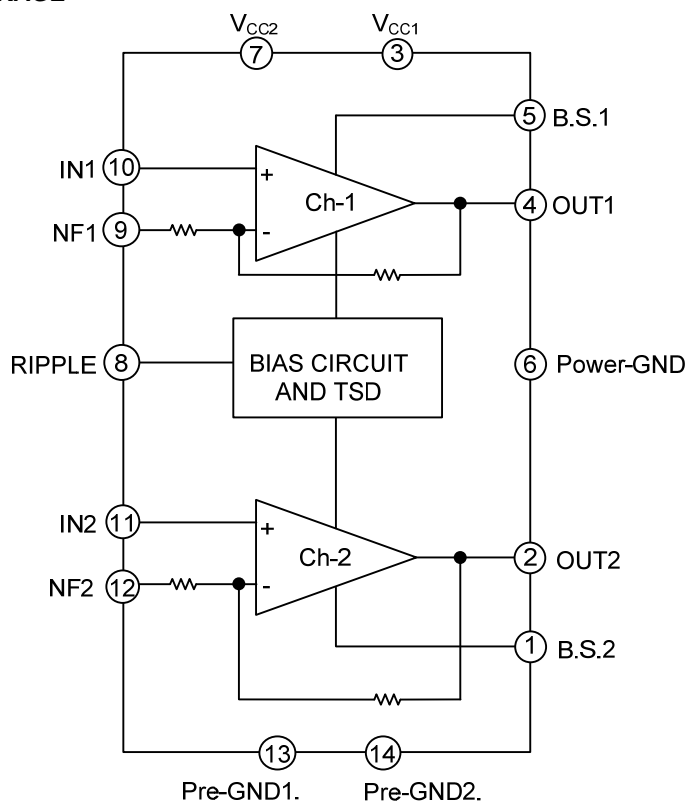 VCC2 VCC1
7 3
5 B.S.1
IN1 10
+
Ch-1
4 OUT1
NF1 9
-
RIPPLE 8
BIAS CIRCUIT
AND TSD
6 Power-GND
IN2 11
+
Ch-2
2 OUT2
NF2 12
-
1 B.S.2
13 14
Pre-GND1. Pre-GND2.